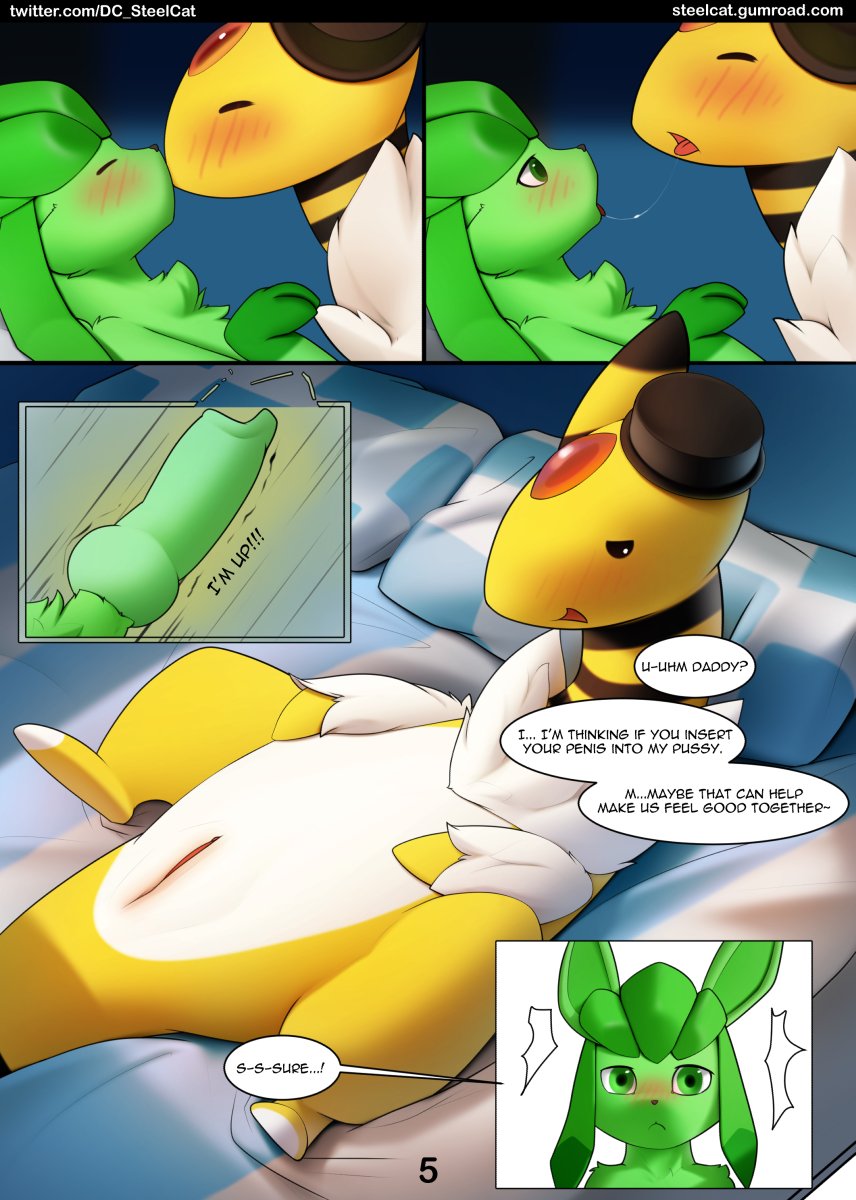 twitter.com/DC_SteelCat
steelcat.gumroad.com
I'M UP!!!
U-UHM DADDY?
I... I'M THINKING IF YOU INSERT
YOUR PENIS INTO MY PUSSY.
M...MAYBE THAT CAN HELP
MAKE US FEEL GOOD TOGETHER~
S-S-SURE...!
5